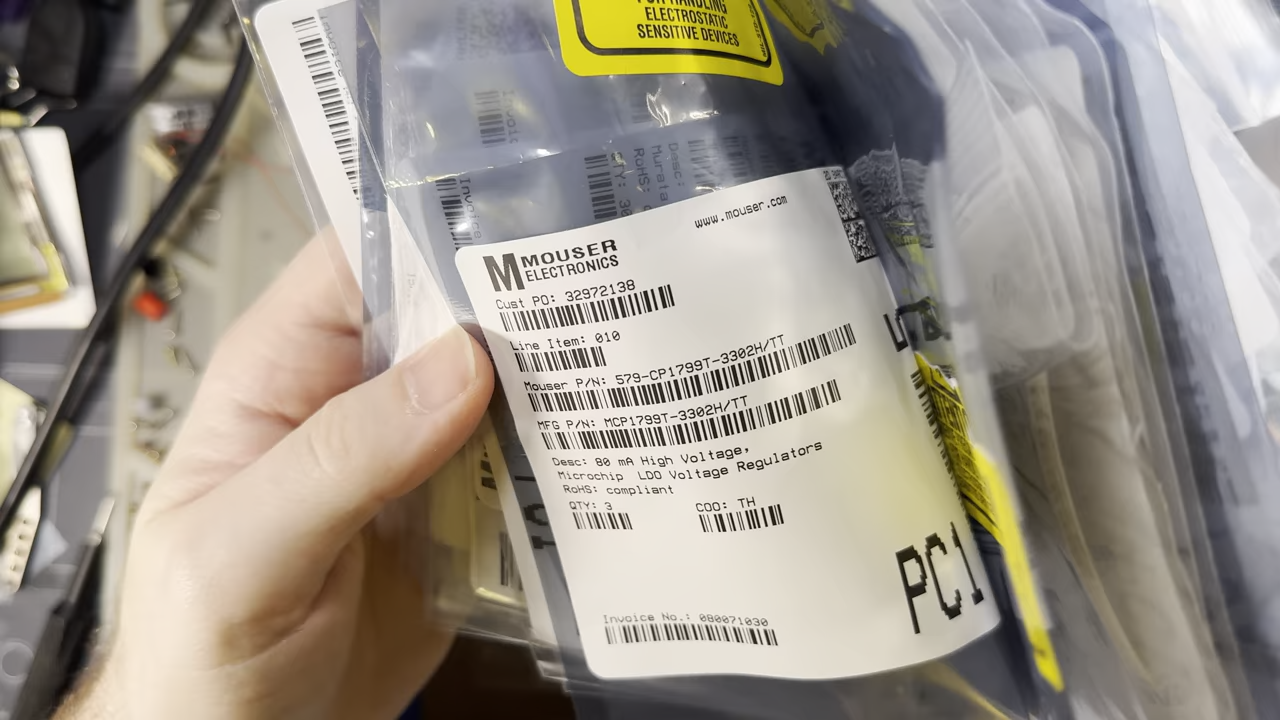 FOR HANDLING
ELECTROSTATIC
SENSITIVE DEVICES
Desc:
Murata
RoHS:
QTY: 30
www.mouser.com
M MOUSER
ELECTRONICS
Cust PO: 32972138
Line Item: 010
Mouser P/N: 579-CP1799T-3302H/TT
MFG P/N: MCP1799T-3302H/TT
Desc: 80 mA High Voltage,
Microchip LDO Voltage Regulators
RoHS: compliant
QTY: 3 COO: TH
PC1
Invoice No.: 080071030